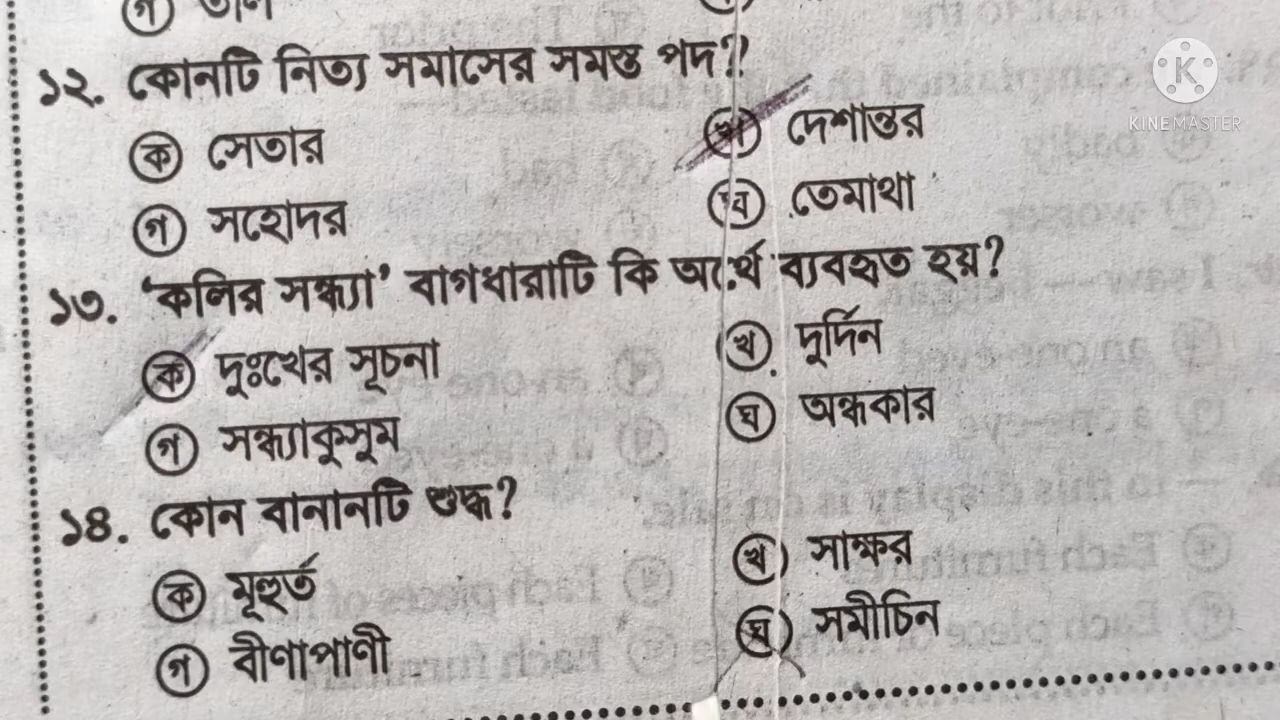 গ তাল
১২. কোনটি নিত্য সমাসের সমস্ত পদ?
ক সেতার খ দেশান্তর
গ সহোদর ঘ তেমাথা
১৩. 'কলির সন্ধ্যা' বাগধারাটি কি অর্থে ব্যবহৃত হয়?
ক দুঃখের সূচনা খ দুর্দিন
গ সন্ধ্যাকুসুম ঘ অন্ধকার
১৪. কোন বানানটি শুদ্ধ?
ক মূহুর্ত খ সাক্ষর
গ বীণাপাণী ঘ সমীচিন
KINEMASTER